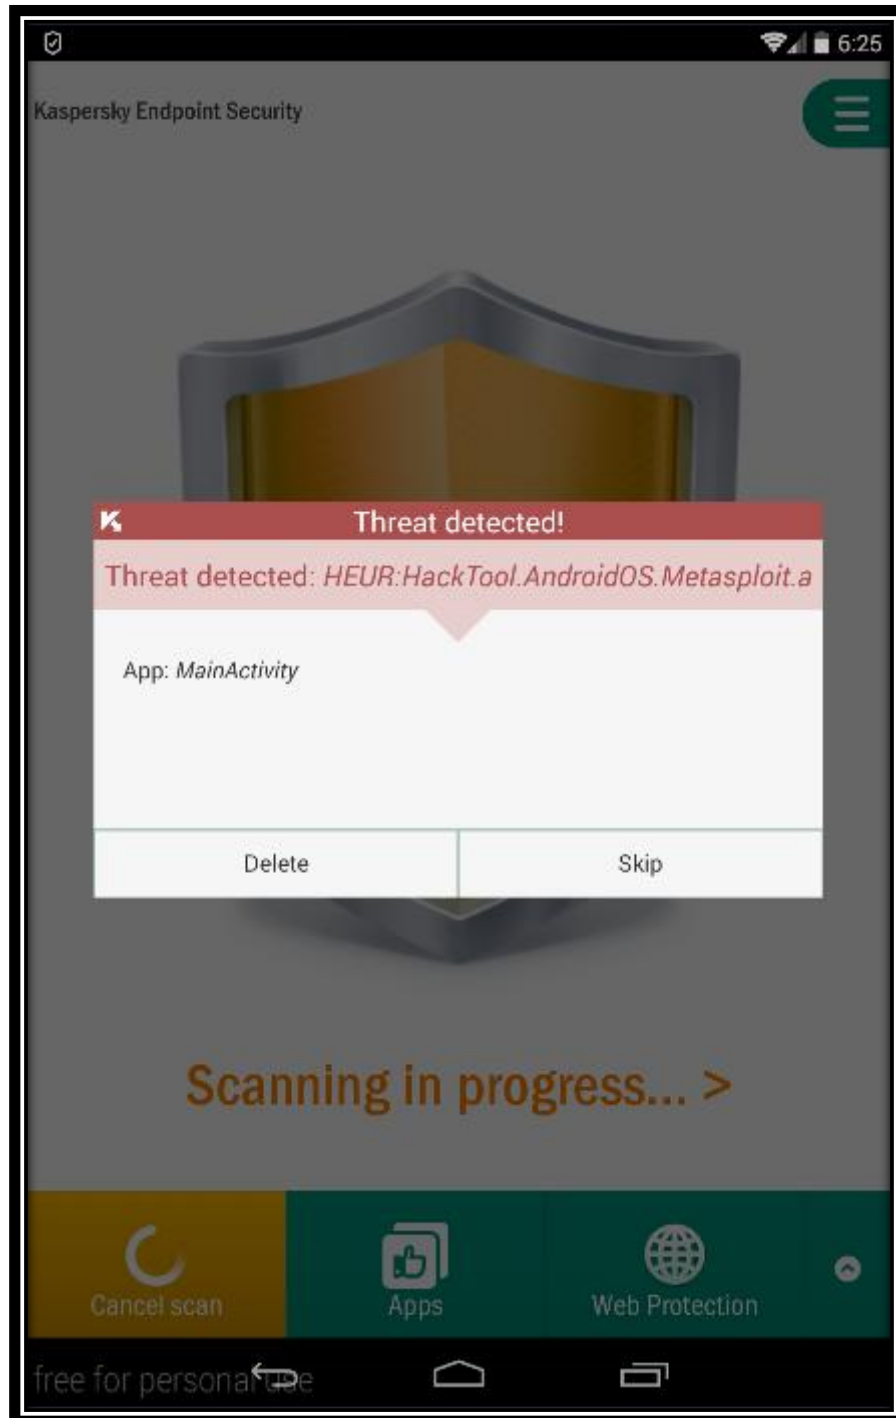 6:25
Kaspersky Endpoint Security
Threat detected!
Threat detected: HEUR:HackTool.AndroidOS.Metasploit.a
App: MainActivity
Delete
Skip
Scanning in progress... >
Cancel scan
Apps
Web Protection
free for personal use